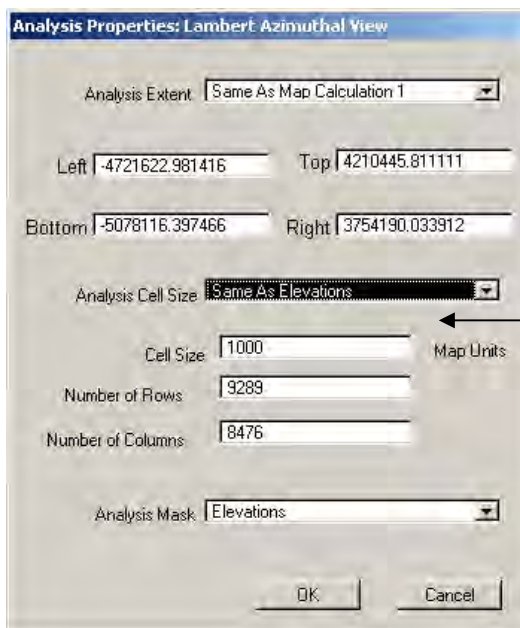 Analysis Properties: Lambert Azimuthal View
Analysis Extent Same As Map Calculation 1
Left -4721622.981416 Top 4210445.811111
Bottom -5078116.397466 Right 3754190.033912
Analysis Cell Size Same As Elevations
Cell Size 1000 Map Units
Number of Rows 9289
Number of Columns 8476
Analysis Mask Elevations
OK Cancel